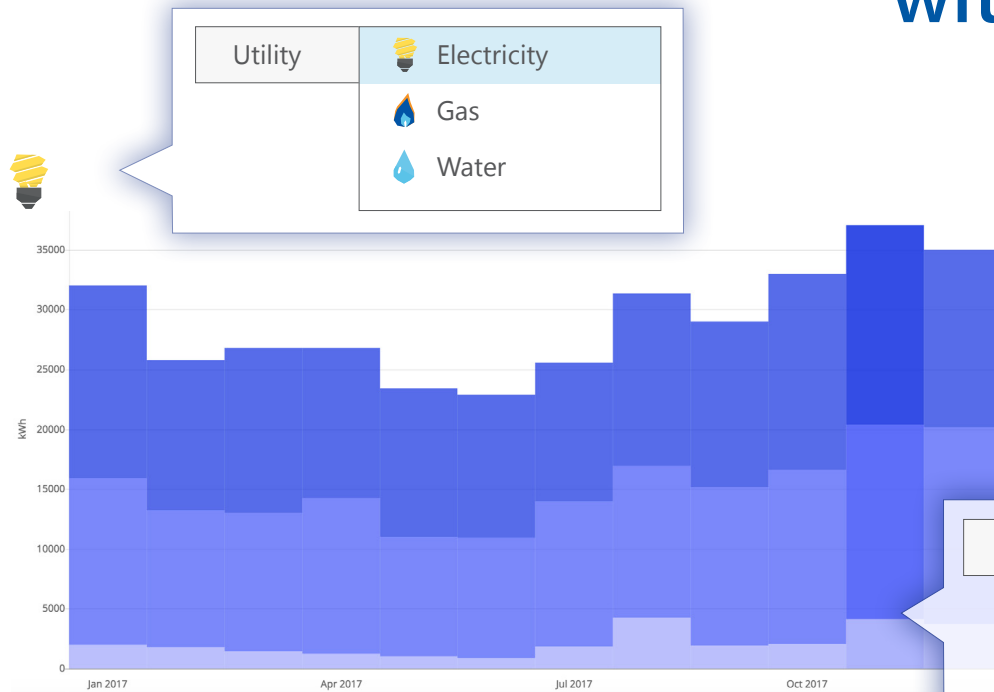 Utility
Electricity
Gas
Water
35000
30000
25000
20000
15000
10000
5000
0
kWh
Jan 2017
Apr 2017
Jul 2017
Oct 2017